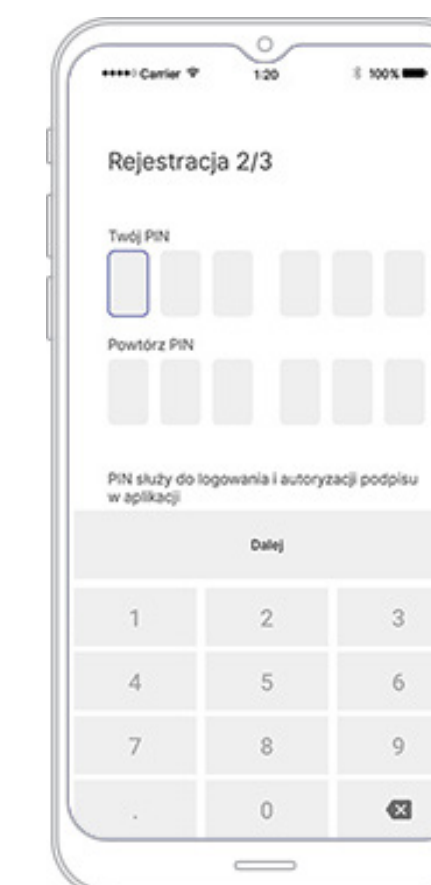 Carrier 1:20 100%
Rejestracja 2/3
Twój PIN
Powtórz PIN
PIN służy do logowania i autoryzacji podpisu
w aplikacji
Dalej
1 2 3
4 5 6
7 8 9
. 0